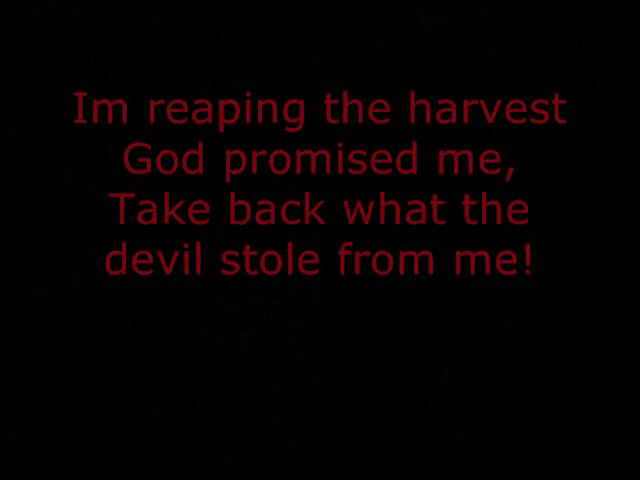 Im reaping the harvest
God promised me,
Take back what the
devil stole from me!